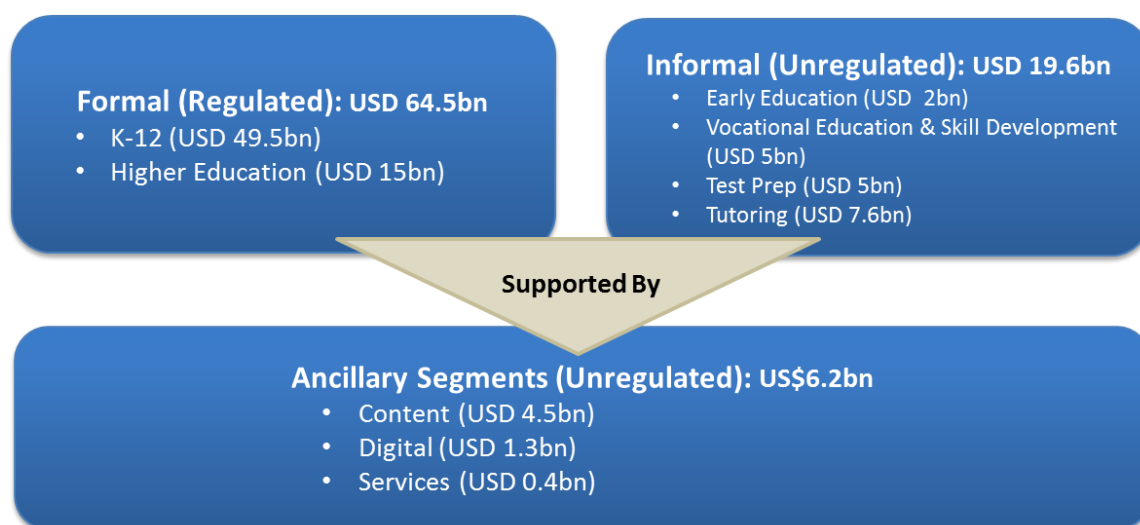 Formal (Regulated): USD 64.5bn
• K-12 (USD 49.5bn)
• Higher Education (USD 15bn)
Informal (Unregulated): USD 19.6bn
• Early Education (USD  2bn)
• Vocational Education & Skill Development
(USD 5bn)
• Test Prep (USD 5bn)
• Tutoring (USD 7.6bn)
Supported By
Ancillary Segments (Unregulated): US$6.2bn
• Content (USD 4.5bn)
• Digital (USD 1.3bn)
• Services (USD 0.4bn)